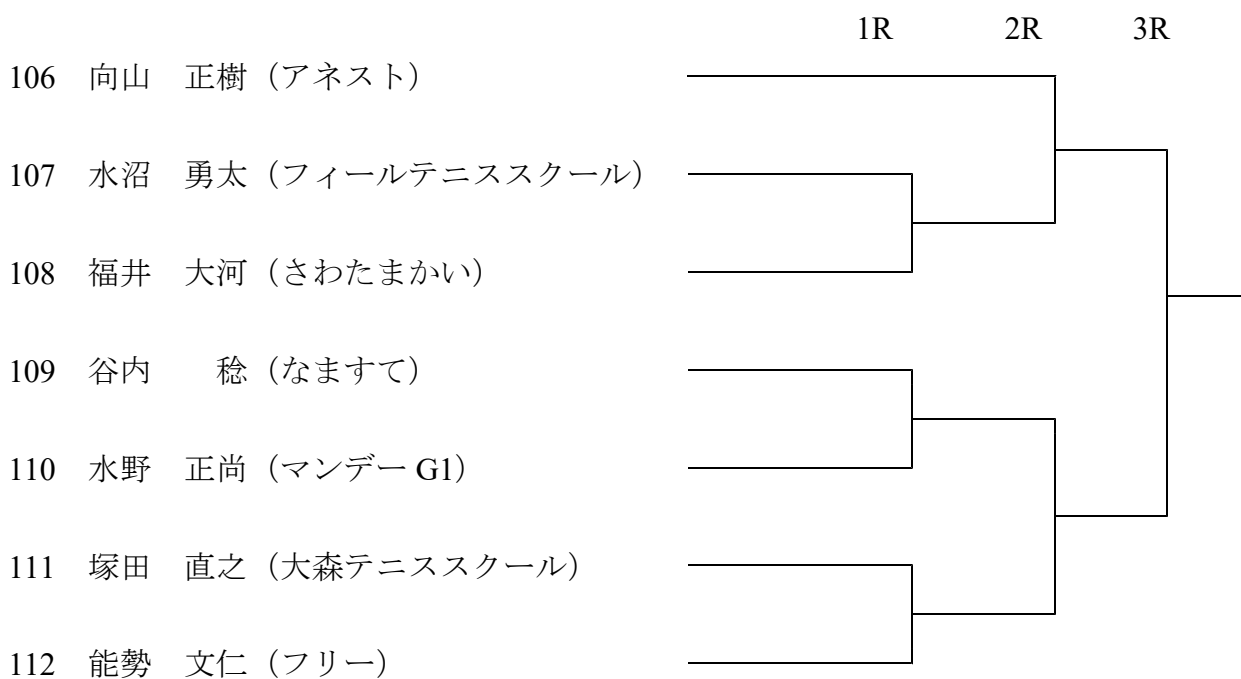 1R 2R 3R
106 向山 正樹（アネスト）
107 水沼 勇太（フィールテニススクール）
108 福井 大河（さわたまかい）
109 谷内 稔（なますて）
110 水野 正尚（マンデーG1）
111 塚田 直之（大森テニススクール）
112 能勢 文仁（フリー）